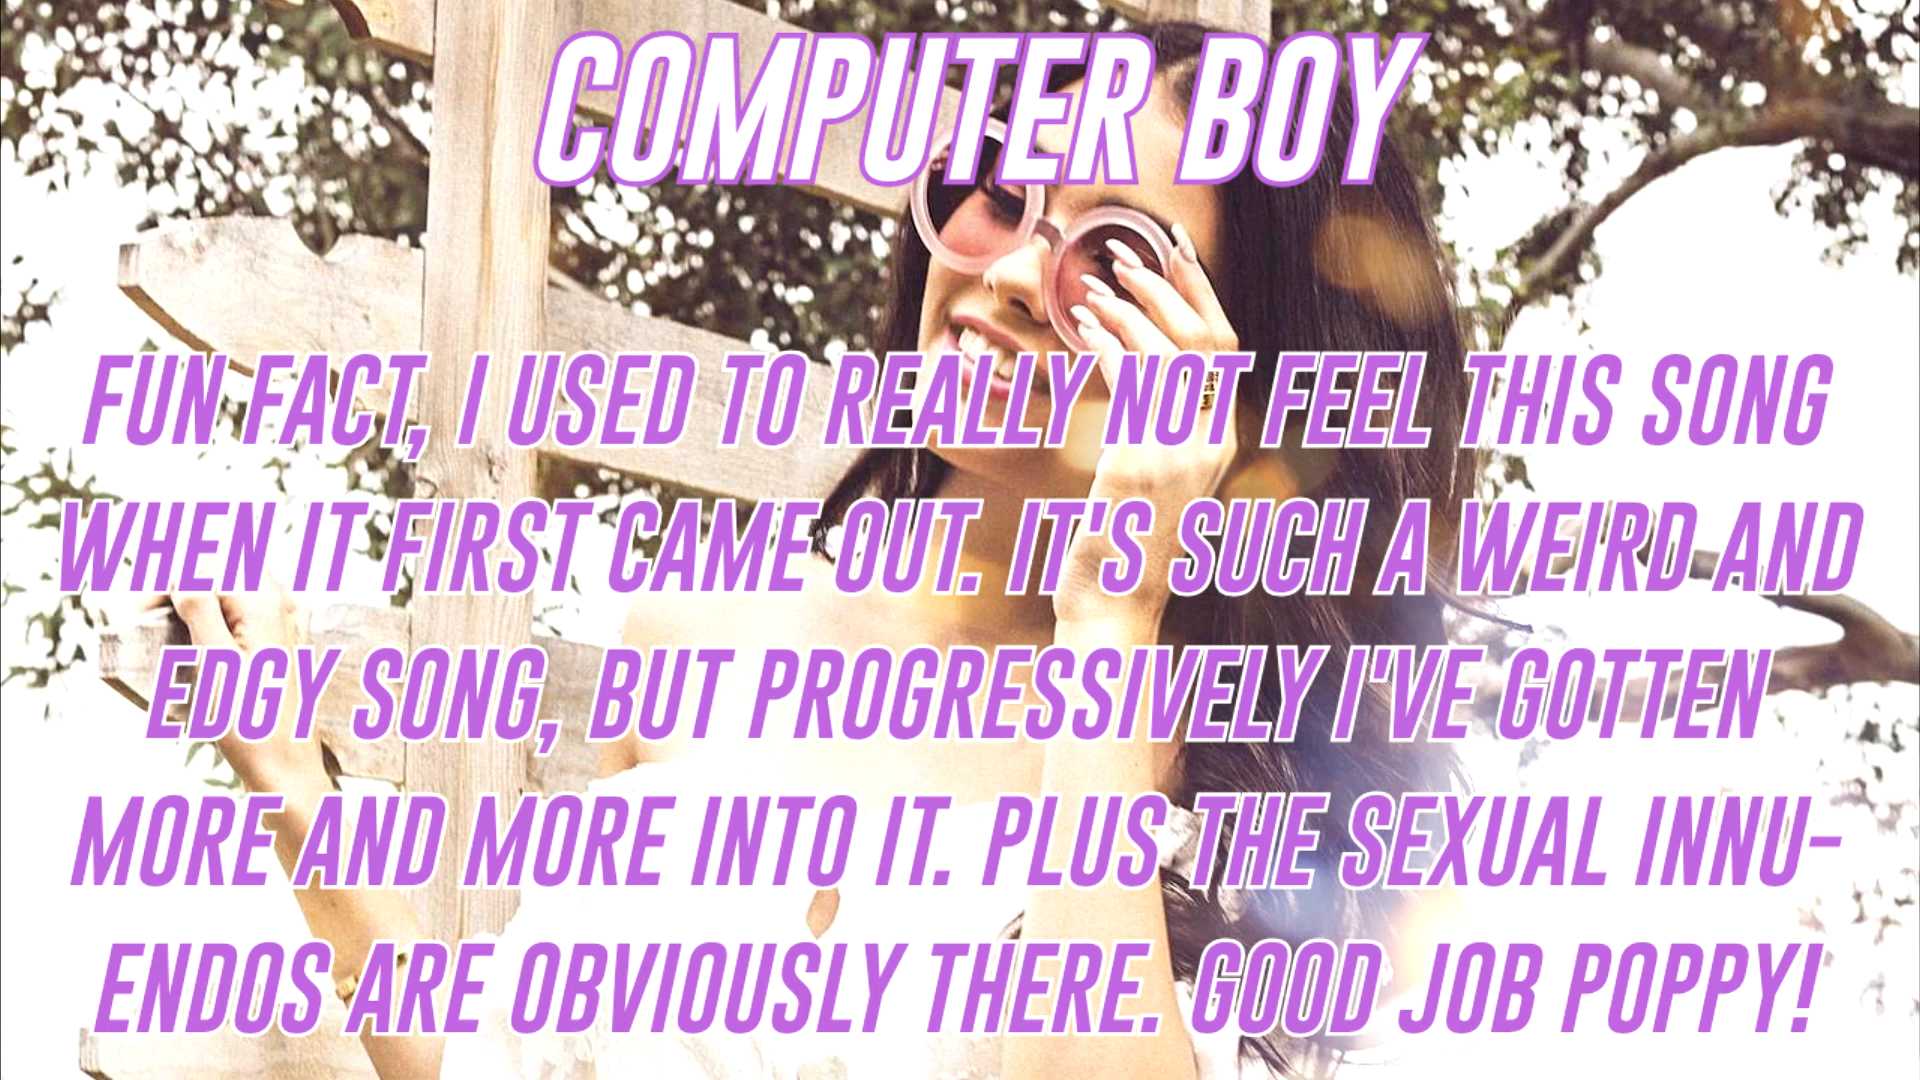 COMPUTER BOY
FUN FACT, I USED TO REALLY NOT FEEL THIS SONG
WHEN IT FIRST CAME OUT. IT'S SUCH A WEIRD AND
EDGY SONG, BUT PROGRESSIVELY I'VE GOTTEN
MORE AND MORE INTO IT. PLUS THE SEXUAL INNU-
ENDOS ARE OBVIOUSLY THERE. GOOD JOB POPPY!